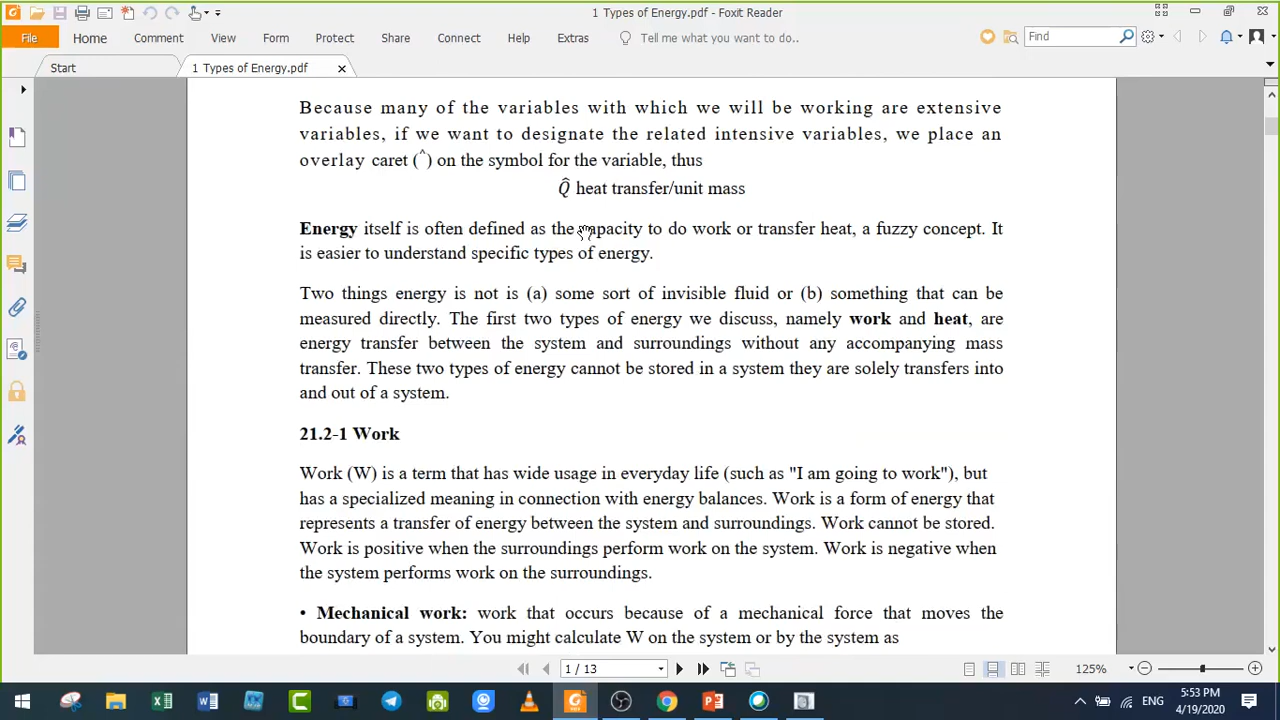 1 Types of Energy.pdf - Foxit Reader
File Home Comment View Form Protect Share Connect Help Extras Tell me what you want to do.. Find
Start 1 Types of Energy.pdf
Because many of the variables with which we will be working are extensive
variables, if we want to designate the related intensive variables, we place an
overlay caret (^) on the symbol for the variable, thus
Q̂ heat transfer/unit mass
Energy itself is often defined as the capacity to do work or transfer heat, a fuzzy concept. It
is easier to understand specific types of energy.
Two things energy is not is (a) some sort of invisible fluid or (b) something that can be
measured directly. The first two types of energy we discuss, namely work and heat, are
energy transfer between the system and surroundings without any accompanying mass
transfer. These two types of energy cannot be stored in a system they are solely transfers into
and out of a system.
21.2-1 Work
Work (W) is a term that has wide usage in everyday life (such as "I am going to work"), but
has a specialized meaning in connection with energy balances. Work is a form of energy that
represents a transfer of energy between the system and surroundings. Work cannot be stored.
Work is positive when the surroundings perform work on the system. Work is negative when
the system performs work on the surroundings.
• Mechanical work: work that occurs because of a mechanical force that moves the
boundary of a system. You might calculate W on the system or by the system as
1 / 13 125%
ENG 5:53 PM
4/19/2020